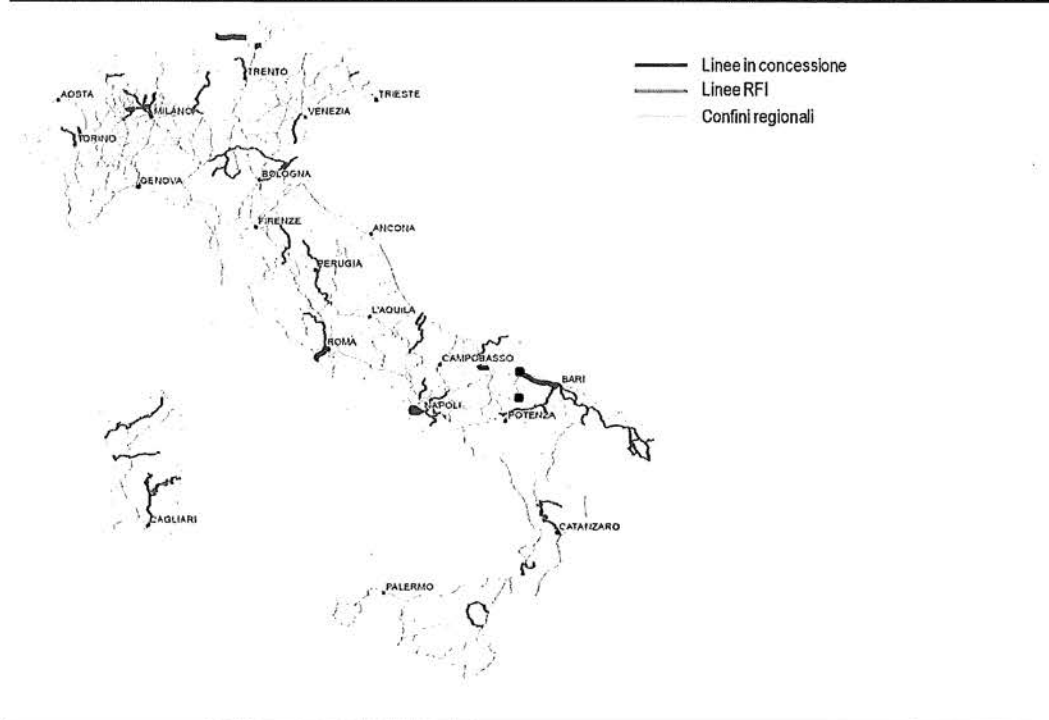 TRENTO
Linee in concessione
AOSTA
Linee RFI
TRIESTE
MILANO
VENEZIA
Confini regionali
TORINO
BOLOGNA
GENOVA
FIRENZE
ANCONA
PERUGIA
L'AQUILA
ROMA
CAMPOBASSO
BARI
NAPOLI
POTENZA
CAGLIARI
CATANZARO
PALERMO